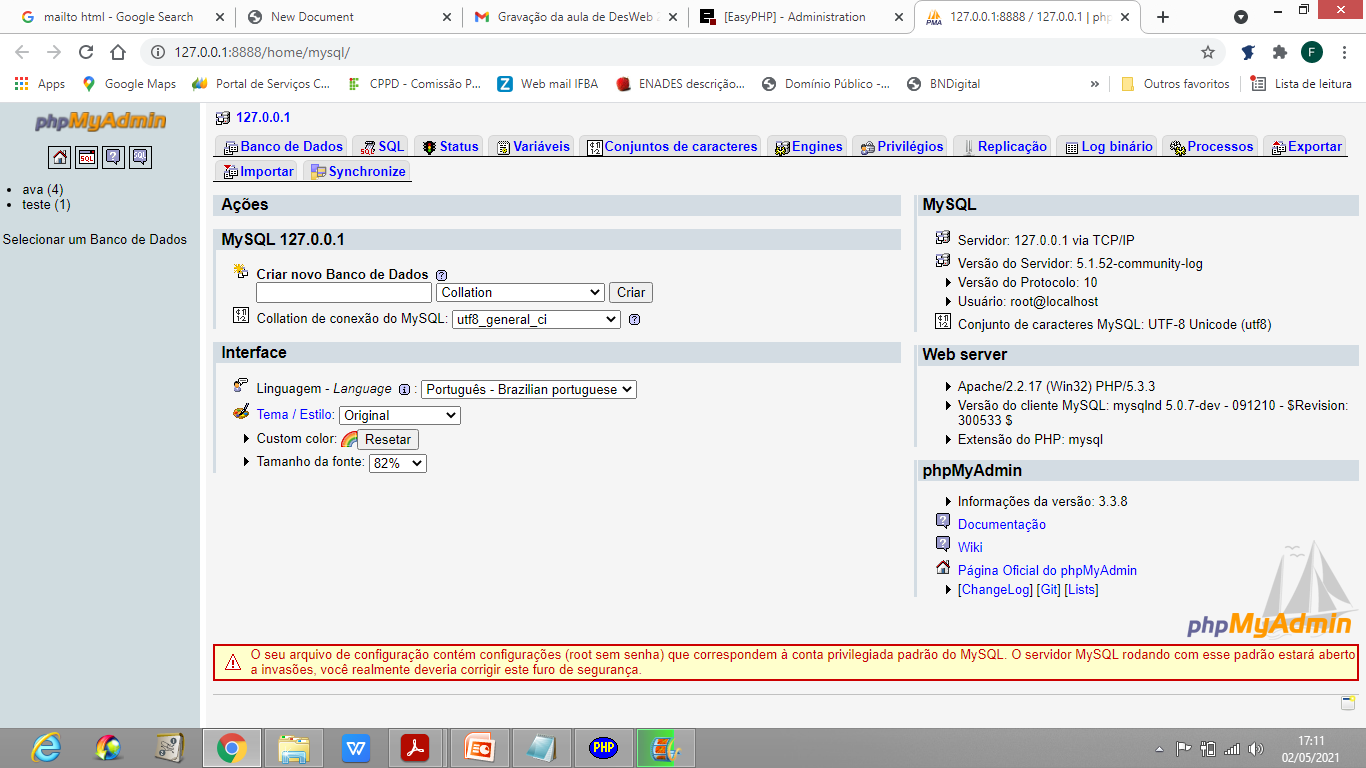 mailto html - Google Search
New Document
Gravação da aula de DesWeb
[EasyPHP] - Administration
127.0.0.1:8888 / 127.0.0.1 | ph
127.0.0.1:8888/home/mysql/
F
Apps
Google Maps
Portal de Serviços C...
CPPD - Comissão P...
Web mail IFBA
ENADES descrição...
Domínio Público -...
BNDigital
»
Outros favoritos
Lista de leitura
phpMyAdmin
SQL
ava (4)
teste (1)
Selecionar um Banco de Dados
127.0.0.1
Banco de Dados
SQL
Status
Variáveis
Conjuntos de caracteres
Engines
Privilégios
Replicação
Log binário
Processos
Exportar
Importar
Synchronize
Ações
MySQL 127.0.0.1
Criar novo Banco de Dados
Collation
Criar
Collation de conexão do MySQL: utf8_general_ci
Interface
Linguagem - Language : Português - Brazilian portuguese
Tema / Estilo: Original
Custom color: Resetar
Tamanho da fonte: 82%
MySQL
Servidor: 127.0.0.1 via TCP/IP
Versão do Servidor: 5.1.52-community-log
Versão do Protocolo: 10
Usuário: root@localhost
Conjunto de caracteres MySQL: UTF-8 Unicode (utf8)
Web server
Apache/2.2.17 (Win32) PHP/5.3.3
Versão do cliente MySQL: mysqlnd 5.0.7-dev - 091210 - $Revision:
300533 $
Extensão do PHP: mysql
phpMyAdmin
Informações da versão: 3.3.8
Documentação
Wiki
Página Oficial do phpMyAdmin
[ChangeLog] [Git] [Lists]
phpMyAdmin
O seu arquivo de configuração contém configurações (root sem senha) que correspondem à conta privilegiada padrão do MySQL. O servidor MySQL rodando com esse padrão estará aberto
a invasões, você realmente deveria corrigir este furo de segurança.
PHP
17:11
02/05/2021